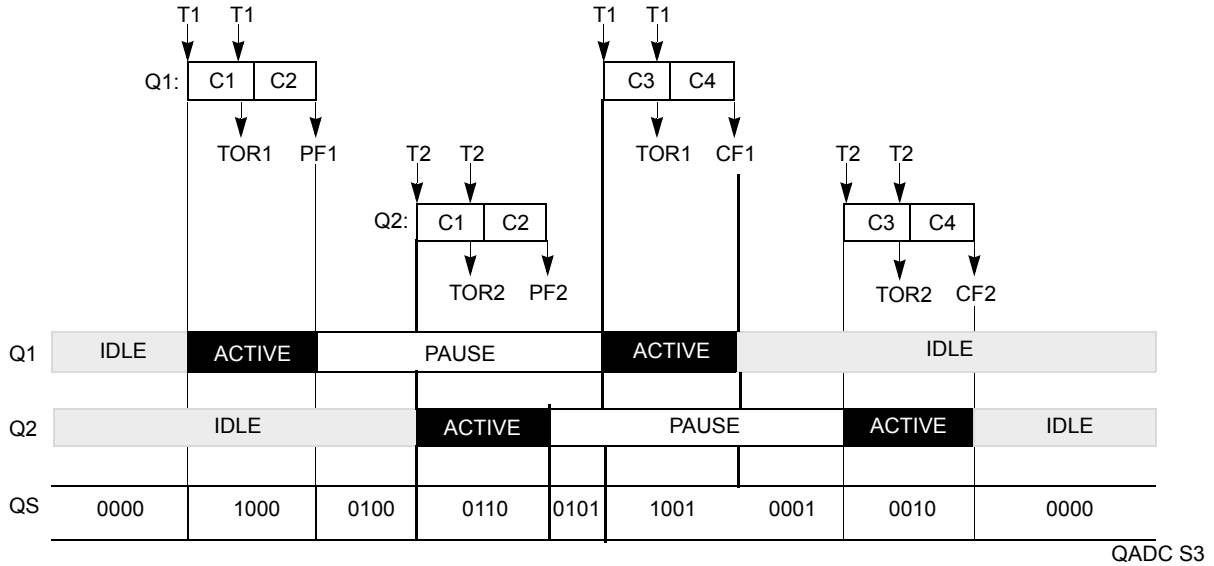 T1 T1 T1 T1
Q1: C1 C2 C3 C4
TOR1 PF1 T2 T2 TOR1 CF1 T2 T2
Q2: C1 C2 C3 C4
TOR2 PF2 TOR2 CF2
Q1 IDLE ACTIVE PAUSE ACTIVE IDLE
Q2 IDLE ACTIVE PAUSE ACTIVE IDLE
QS 0000 1000 0100 0110 0101 1001 0001 0010 0000
QADC S3